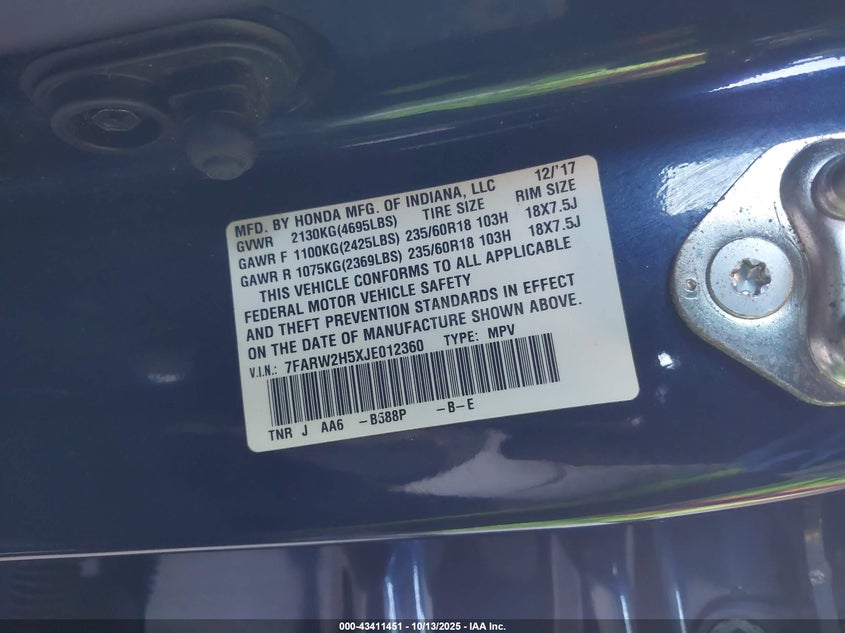 MFD. BY HONDA MFG. OF INDIANA, LLC 12/'17
GVWR 2130KG(4695LBS) TIRE SIZE RIM SIZE
GAWR F 1100KG(2425LBS) 235/60R18 103H 18X7.5J
GAWR R 1075KG(2369LBS) 235/60R18 103H 18X7.5J
THIS VEHICLE CONFORMS TO ALL APPLICABLE
FEDERAL MOTOR VEHICLE SAFETY
AND THEFT PREVENTION STANDARDS IN EFFECT
ON THE DATE OF MANUFACTURE SHOWN ABOVE.
V.I.N.: 7FARW2H5XJE012360 TYPE: MPV
TNR J AA6 -B588P -B-E
000-43411451 - 10/13/2025 - IAA Inc.